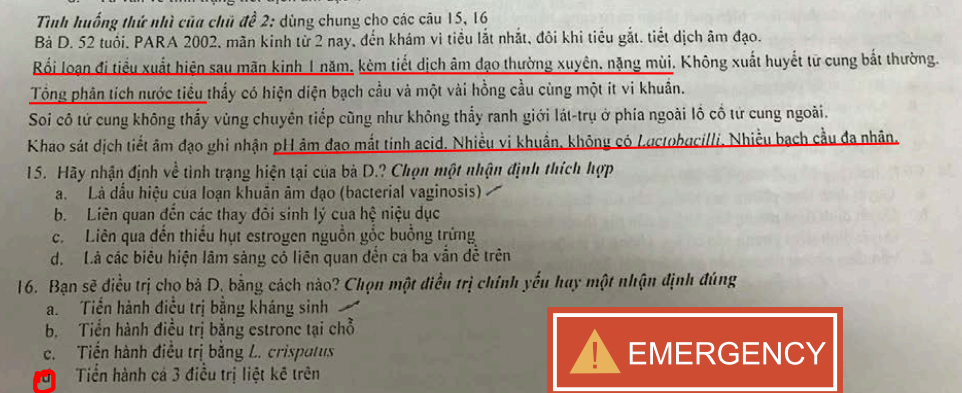 Tình huống thứ nhì của chủ đề 2: dùng chung cho các câu 15, 16
Bà D. 52 tuổi, PARA 2002, mãn kinh từ 2 nay, đến khám vì tiểu lắt nhắt, đôi khi tiểu gắt, tiết dịch âm đạo.
Rối loạn đi tiểu xuất hiện sau mãn kinh 1 năm, kèm tiết dịch âm đạo thường xuyên, nặng mùi. Không xuất huyết tử cung bất thường.
Tổng phân tích nước tiểu thấy có hiện diện bạch cầu và một vài hồng cầu cùng một ít vi khuẩn.
Soi cổ tử cung không thấy vùng chuyển tiếp cũng như không thấy ranh giới lát-trụ ở phía ngoài lỗ cổ tử cung ngoài.
Khảo sát dịch tiết âm đạo ghi nhận pH âm đạo mất tính acid. Nhiều vi khuẩn, không có Lactobacilli. Nhiều bạch cầu đa nhân.
15. Hãy nhận định về tình trạng hiện tại của bà D.? Chọn một nhận định thích hợp
a. Là dấu hiệu của loạn khuẩn âm đạo (bacterial vaginosis)
b. Liên quan đến các thay đổi sinh lý của hệ niệu dục
c. Liên qua đến thiếu hụt estrogen nguồn gốc buồng trứng
d. Là các biểu hiện lâm sàng có liên quan đến cả ba vấn đề trên
16. Bạn sẽ điều trị cho bà D. bằng cách nào? Chọn một điều trị chính yếu hay một nhận định đúng
a. Tiến hành điều trị bằng kháng sinh
b. Tiến hành điều trị bằng estrone tại chỗ
c. Tiến hành điều trị bằng L. crispatus
d Tiến hành cả 3 điều trị liệt kê trên
EMERGENCY